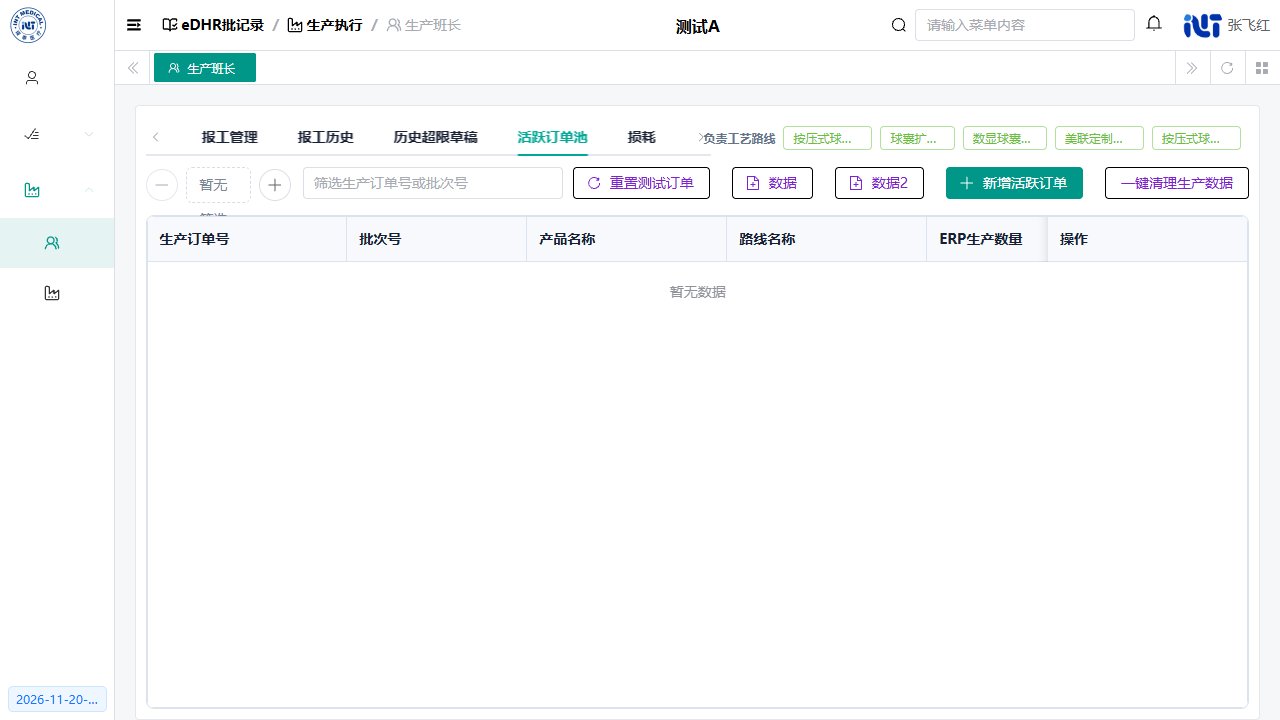 eDHR批记录 / 生产执行 / 生产班长
测试A
请输入菜单内容
张飞红
生产班长
报工管理 报工历史 历史超限草稿 活跃订单池 损耗
负责工艺路线 按压式球... 球囊扩... 数显球囊... 美联定制... 按压式球...
暂无
筛选生产订单号或批次号
重置测试订单 数据 数据2 新增活跃订单 一键清理生产数据
生产订单号 批次号 产品名称 路线名称 ERP生产数量 操作
暂无数据
2026-11-20-...